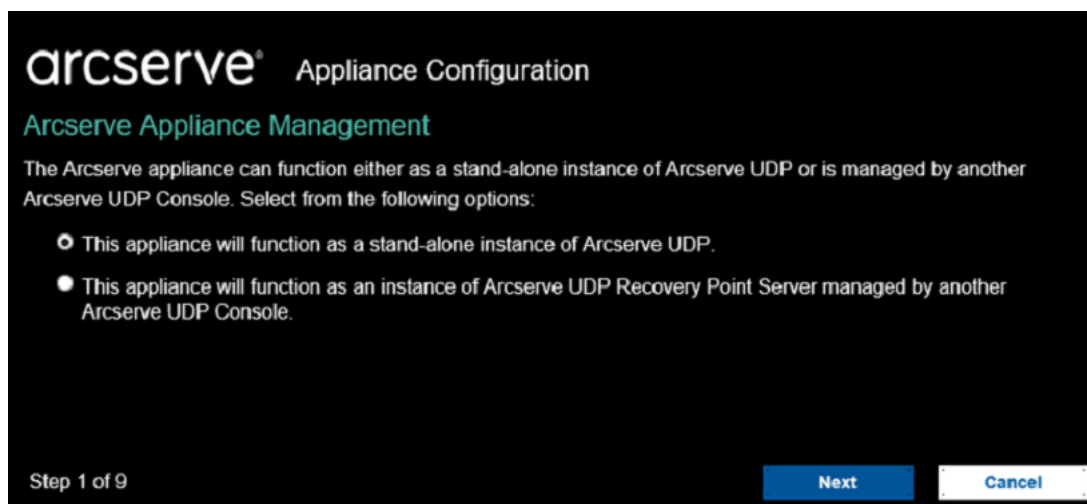 arcserve® Appliance Configuration
Arcserve Appliance Management
The Arcserve appliance can function either as a stand-alone instance of Arcserve UDP or is managed by another
Arcserve UDP Console. Select from the following options:
This appliance will function as a stand-alone instance of Arcserve UDP.
This appliance will function as an instance of Arcserve UDP Recovery Point Server managed by another
Arcserve UDP Console.
Step 1 of 9 Next Cancel